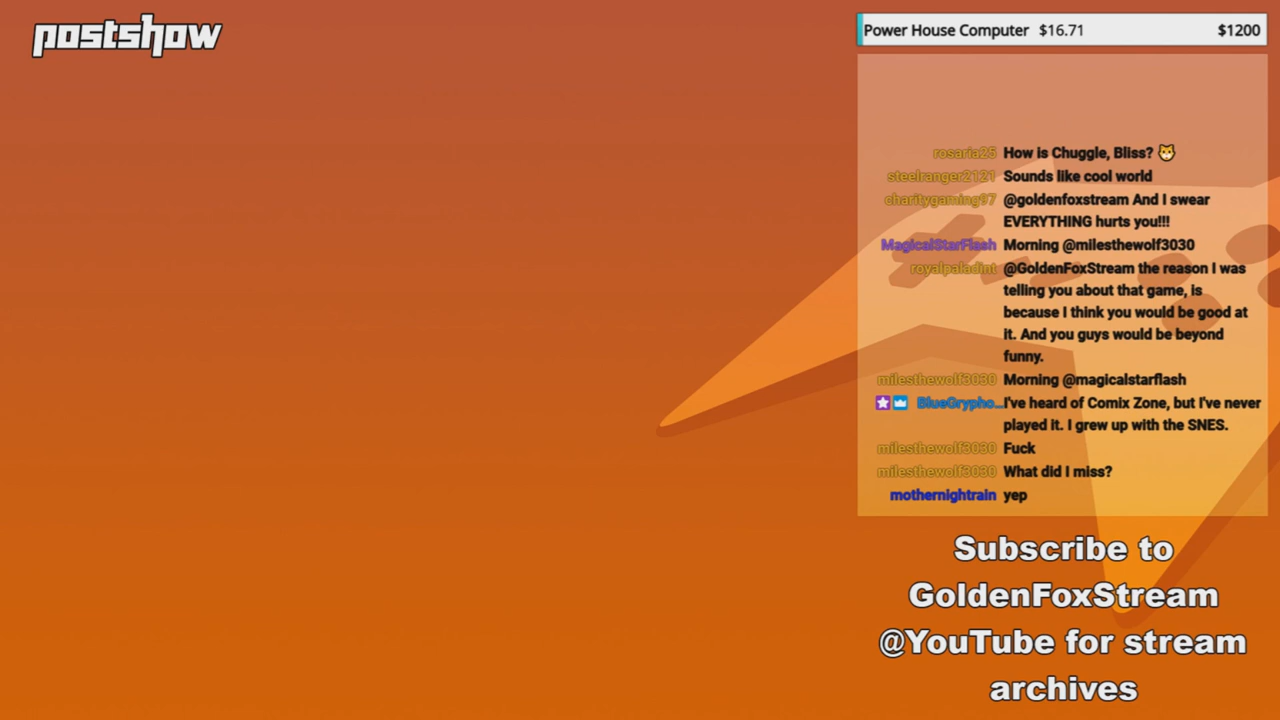 postshow
Power House Computer $16.71 $1200
rosaria25 How is Chuggle, Bliss? 🐯
steelranger2121 Sounds like cool world
charitygaming97 @goldenfoxstream And I swear
EVERYTHING hurts you!!!
MagicalStarFlash Morning @milesthewolf3030
royalpaladint @GoldenFoxStream the reason I was
telling you about that game, is
because I think you would be good at
it. And you guys would be beyond
funny.
milesthewolf3030 Morning @magicalstarflash
BlueGrypho... I've heard of Comix Zone, but I've never
played it. I grew up with the SNES.
milesthewolf3030 Fuck
milesthewolf3030 What did I miss?
mothernightrain yep
Subscribe to
GoldenFoxStream
@YouTube for stream
archives